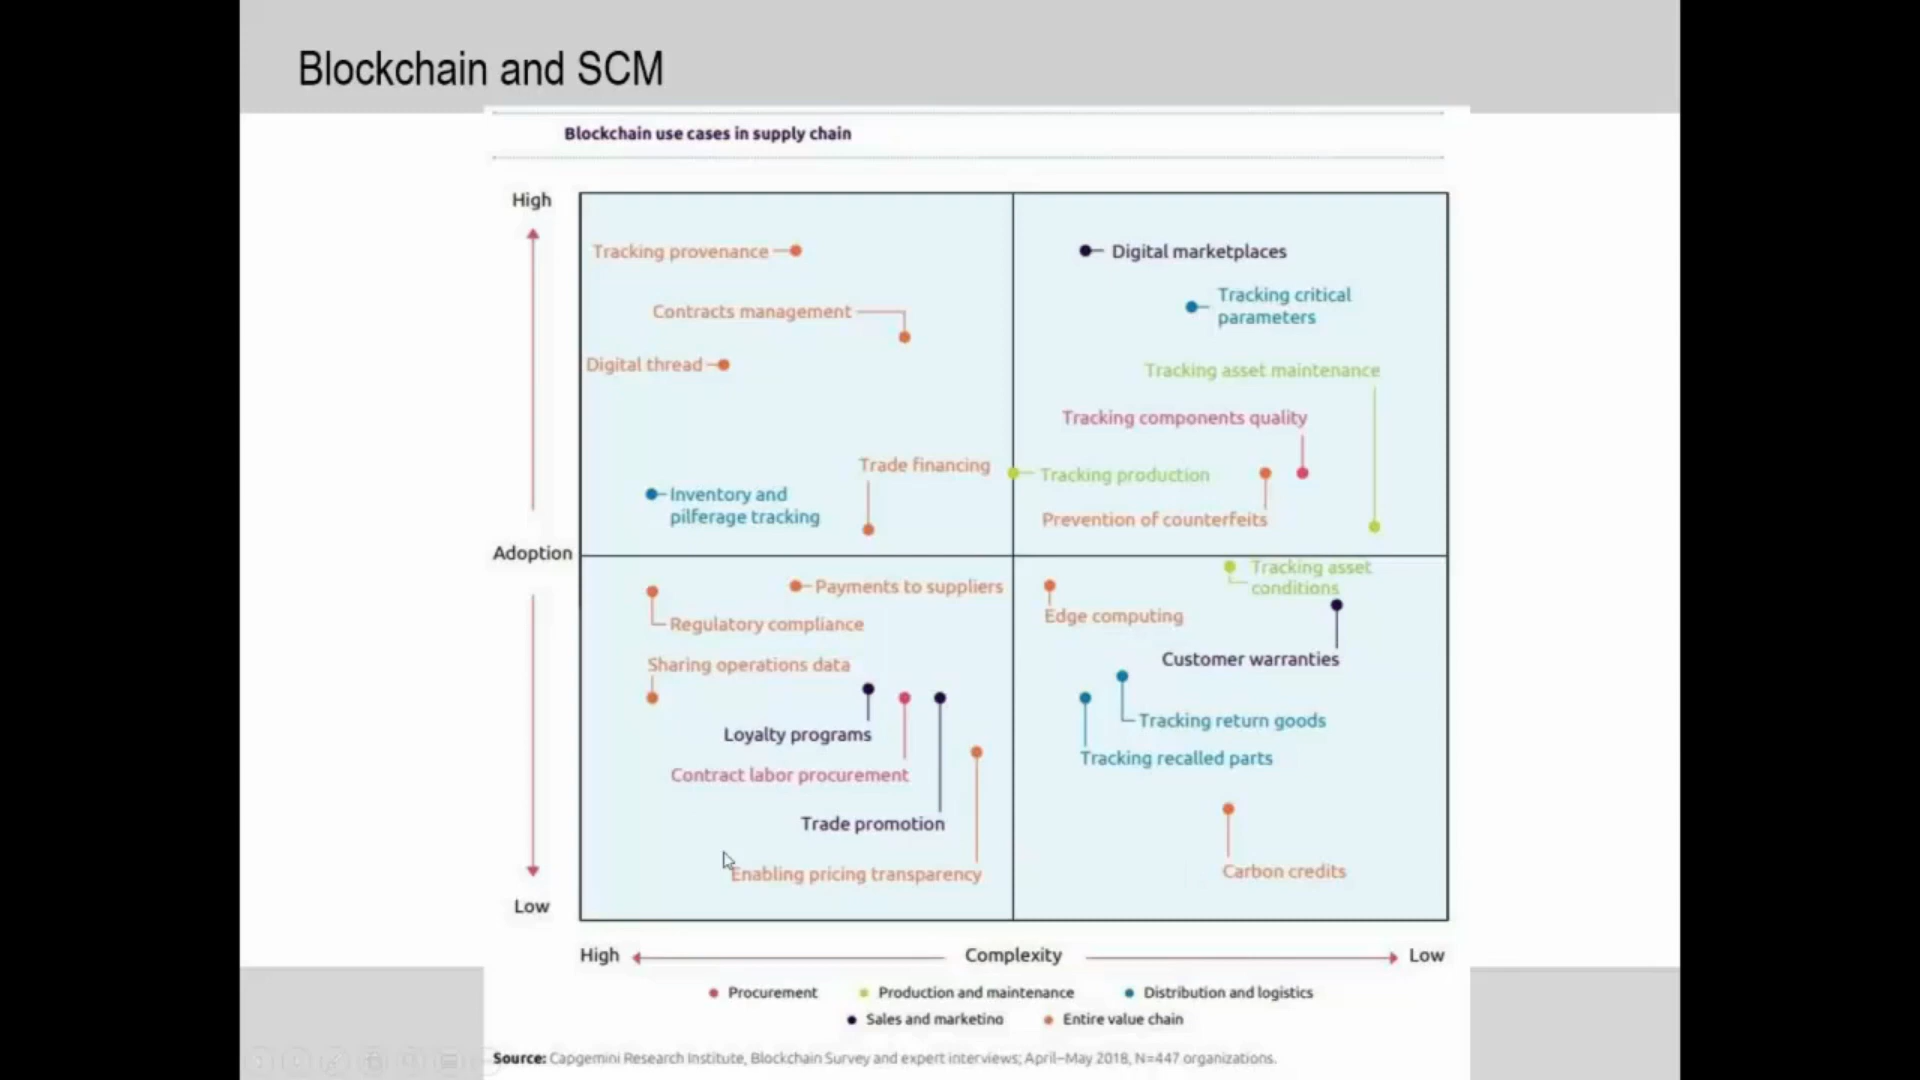 Blockchain and SCM
Blockchain use cases in supply chain
High
Tracking provenance
Digital marketplaces
Tracking critical
parameters
Contracts management
Digital thread
Tracking asset maintenance
Tracking components quality
Trade financing
Tracking production
Inventory and
pilferage tracking
Prevention of counterfeits
Adoption
Tracking asset
conditions
Payments to suppliers
Edge computing
Regulatory compliance
Customer warranties
Sharing operations data
Tracking return goods
Loyalty programs
Tracking recalled parts
Contract labor procurement
Trade promotion
Enabling pricing transparency
Carbon credits
Low
High
Complexity
Low
Procurement
Production and maintenance
Distribution and logistics
Sales and marketing
Entire value chain
Source: Capgemini Research Institute, Blockchain Survey and expert interviews; April–May 2018, N=447 organizations.